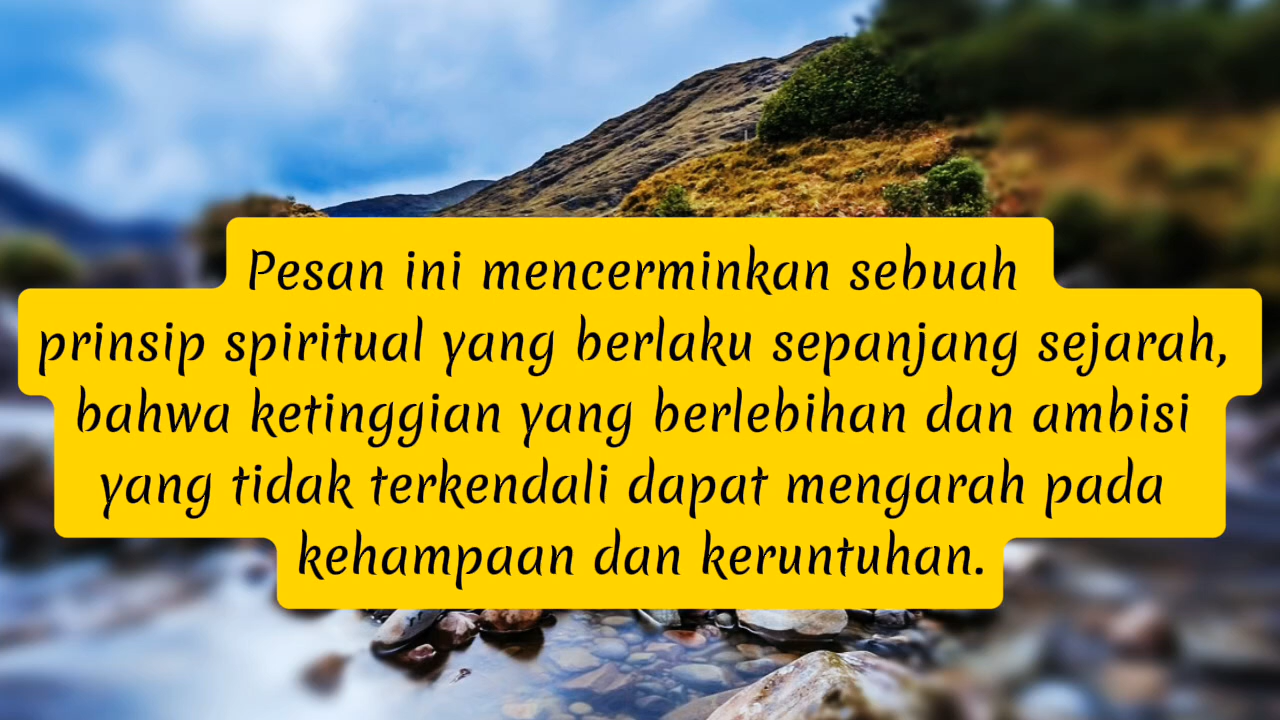 Pesan ini mencerminkan sebuah
prinsip spiritual yang berlaku sepanjang sejarah,
bahwa ketinggian yang berlebihan dan ambisi
yang tidak terkendali dapat mengarah pada
kehampaan dan keruntuhan.